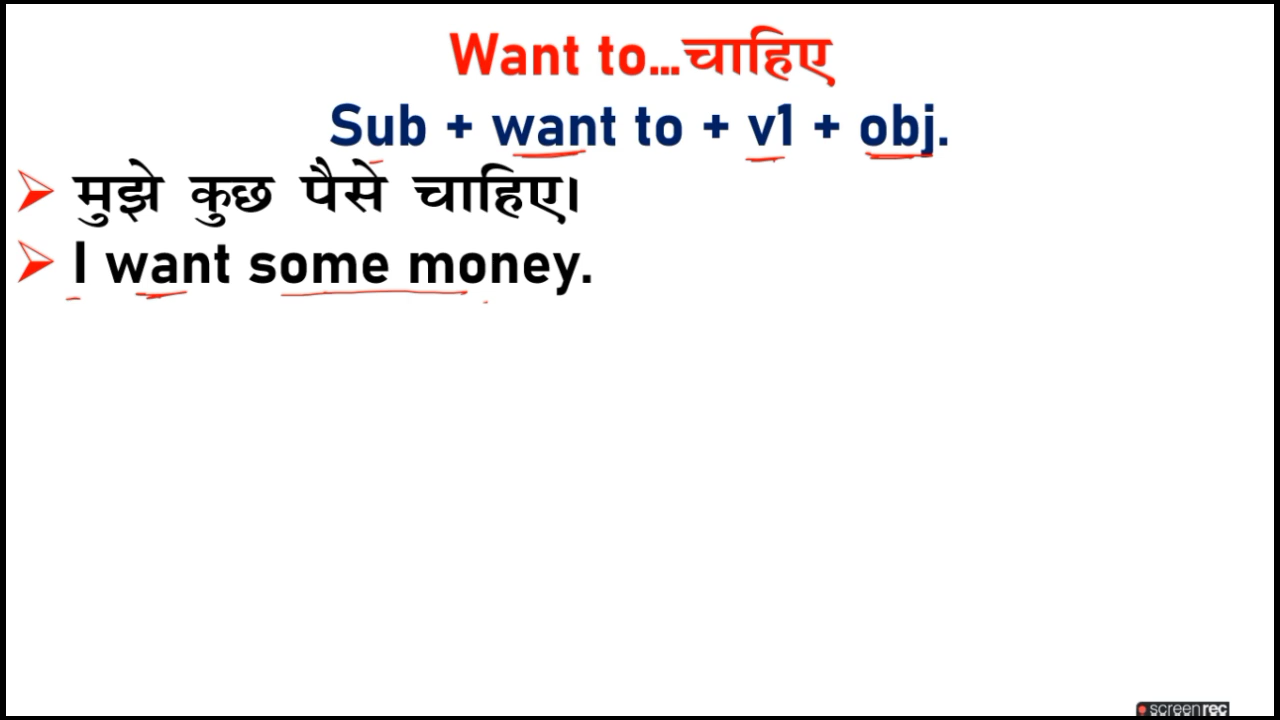 Want to...चाहिए
Sub + want to + v1 + obj.
मुझे कुछ पैसे चाहिए।
I want some money.
screenrec